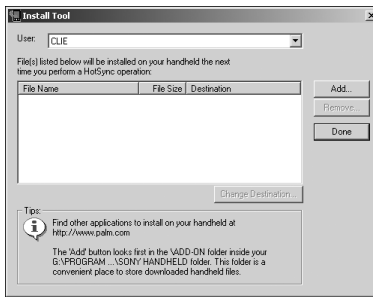 Install Tool
User: CLIE
File(s) listed below will be installed on your handheld the next
time you perform a HotSync operation:
File Name File Size Destination
Add...
Remove...
Done
Change Destination...
Tips:
Find other applications to install on your handheld at
http://www.palm.com
The 'Add' button looks first in the \ADD-ON folder inside your
G:\PROGRAM ...\SONY HANDHELD folder. This folder is a
convenient place to store downloaded handheld files.